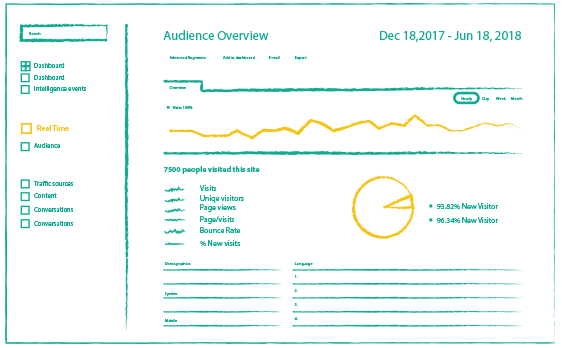 Search
Dashboard
Dashboard
Intelligence events
Real Time
Audience
Traffic sources
Content
Conversations
Conversations
Audience Overview
Dec 18,2017 - Jun 18, 2018
Advanced Segments Add to dashboard Email Export
Overview
Hourly Day Week Month
Visits 100%
7500 people visited this site
Visits
Uniqe visitors
Page views
Page/visits
Bounce Rate
% New visits
93.82% New Visitor
96.34% New Visitor
Demographics
System
Mobile
Language
1.
2.
3.
4.